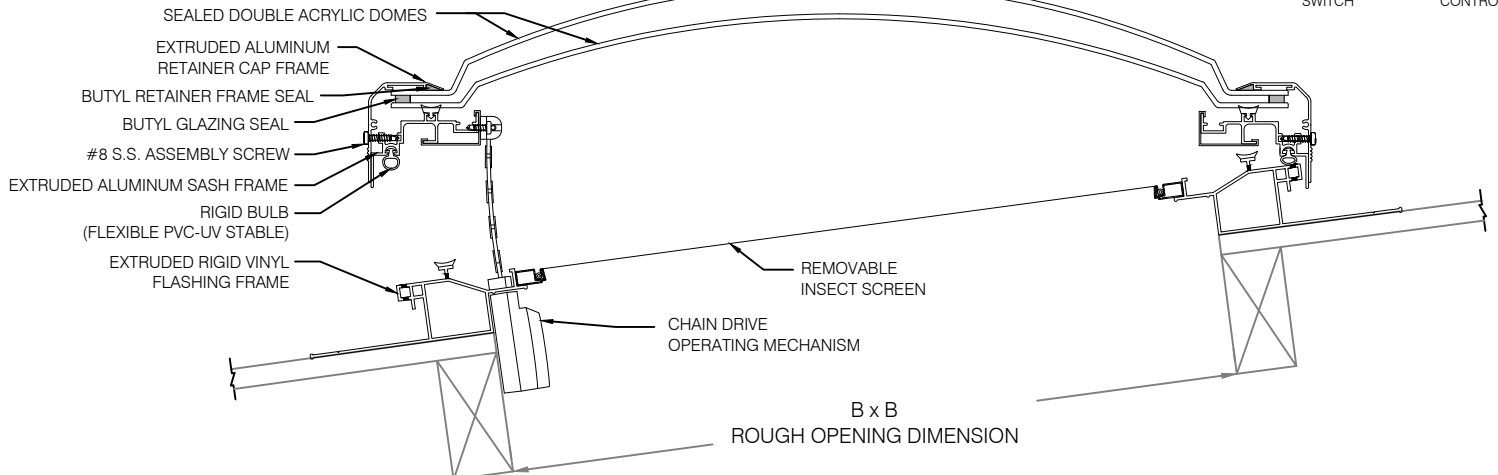 SWITCH
SEALED DOUBLE ACRYLIC DOMES
EXTRUDED ALUMINUM
RETAINER CAP FRAME
BUTYL RETAINER FRAME SEAL
BUTYL GLAZING SEAL
#8 S.S. ASSEMBLY SCREW
EXTRUDED ALUMINUM SASH FRAME
RIGID BULB
(FLEXIBLE PVC-UV STABLE)
EXTRUDED RIGID VINYL
FLASHING FRAME
REMOVABLE
INSECT SCREEN
CHAIN DRIVE
OPERATING MECHANISM
B x B
ROUGH OPENING DIMENSION